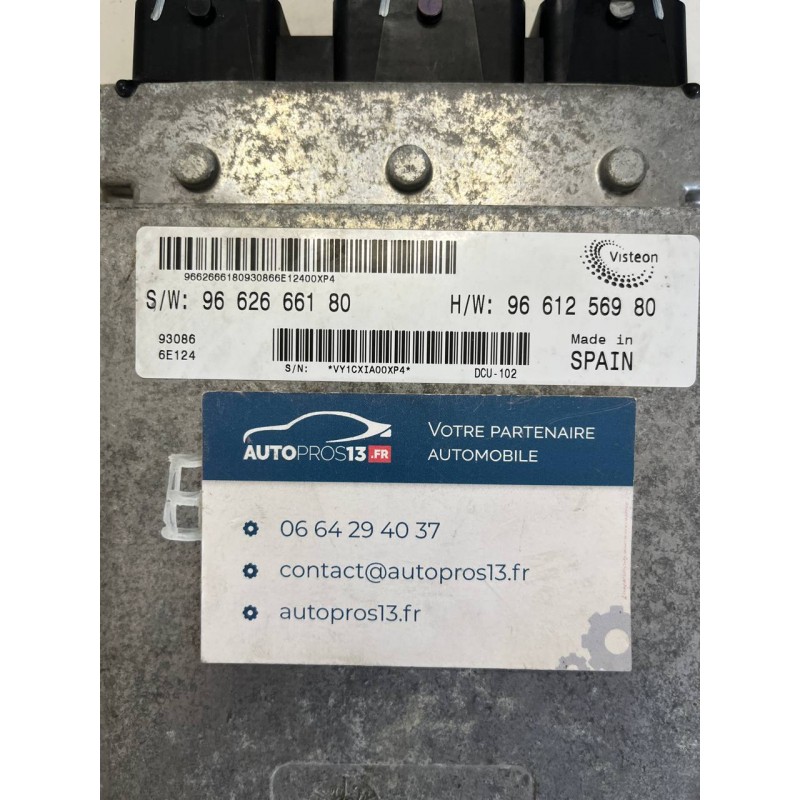 Visteon
9662666180930866E12400XP4
S/W: 96 626 661 80
H/W: 96 612 569 80
93086
6E124
Made in
SPAIN
S/N: *VY1CXIA00XP4*
DCU-102
AUTOPROS13.FR
VOTRE PARTENAIRE
AUTOMOBILE
06 64 29 40 37
contact@autopros13.fr
autopros13.fr